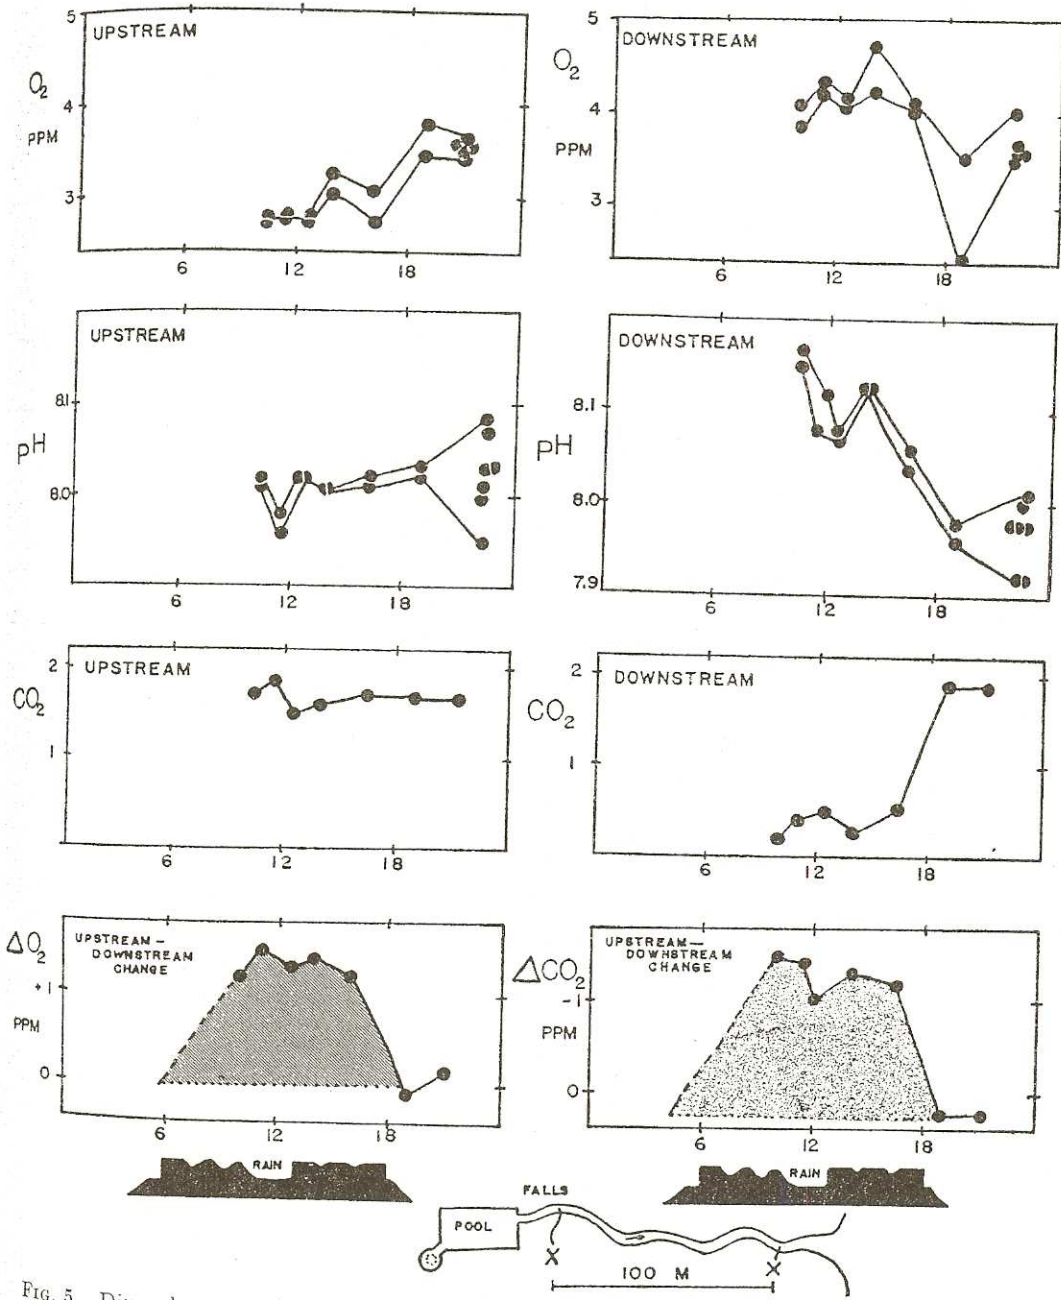 UPSTREAM
O2
PPM
5
4
3
6 12 18
DOWNSTREAM
O2
PPM
5
4
3
6 12 18
UPSTREAM
pH
8.1
8.0
6 12 18
DOWNSTREAM
pH
8.1
8.0
7.9
6 12 18
UPSTREAM
CO2
2
1
6 12 18
DOWNSTREAM
CO2
2
1
6 12 18
UPSTREAM -
DOWNSTREAM
CHANGE
ΔO2
+1
PPM
0
6 12 18
RAIN
UPSTREAM —
DOWNSTREAM
CHANGE
ΔCO2
-1
PPM
0
6 12 18
RAIN
FALLS
POOL
X X
100 M
FIG. 5